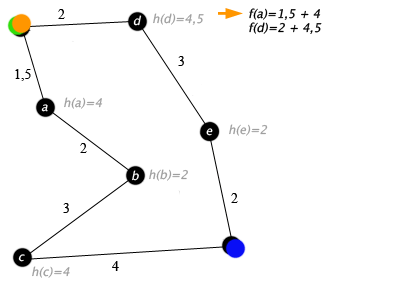 2
d
h(d)=4,5
f(a)=1,5 + 4
f(d)=2 + 4,5
3
1,5
a
h(a)=4
e
h(e)=2
2
b
h(b)=2
2
3
c
h(c)=4
4